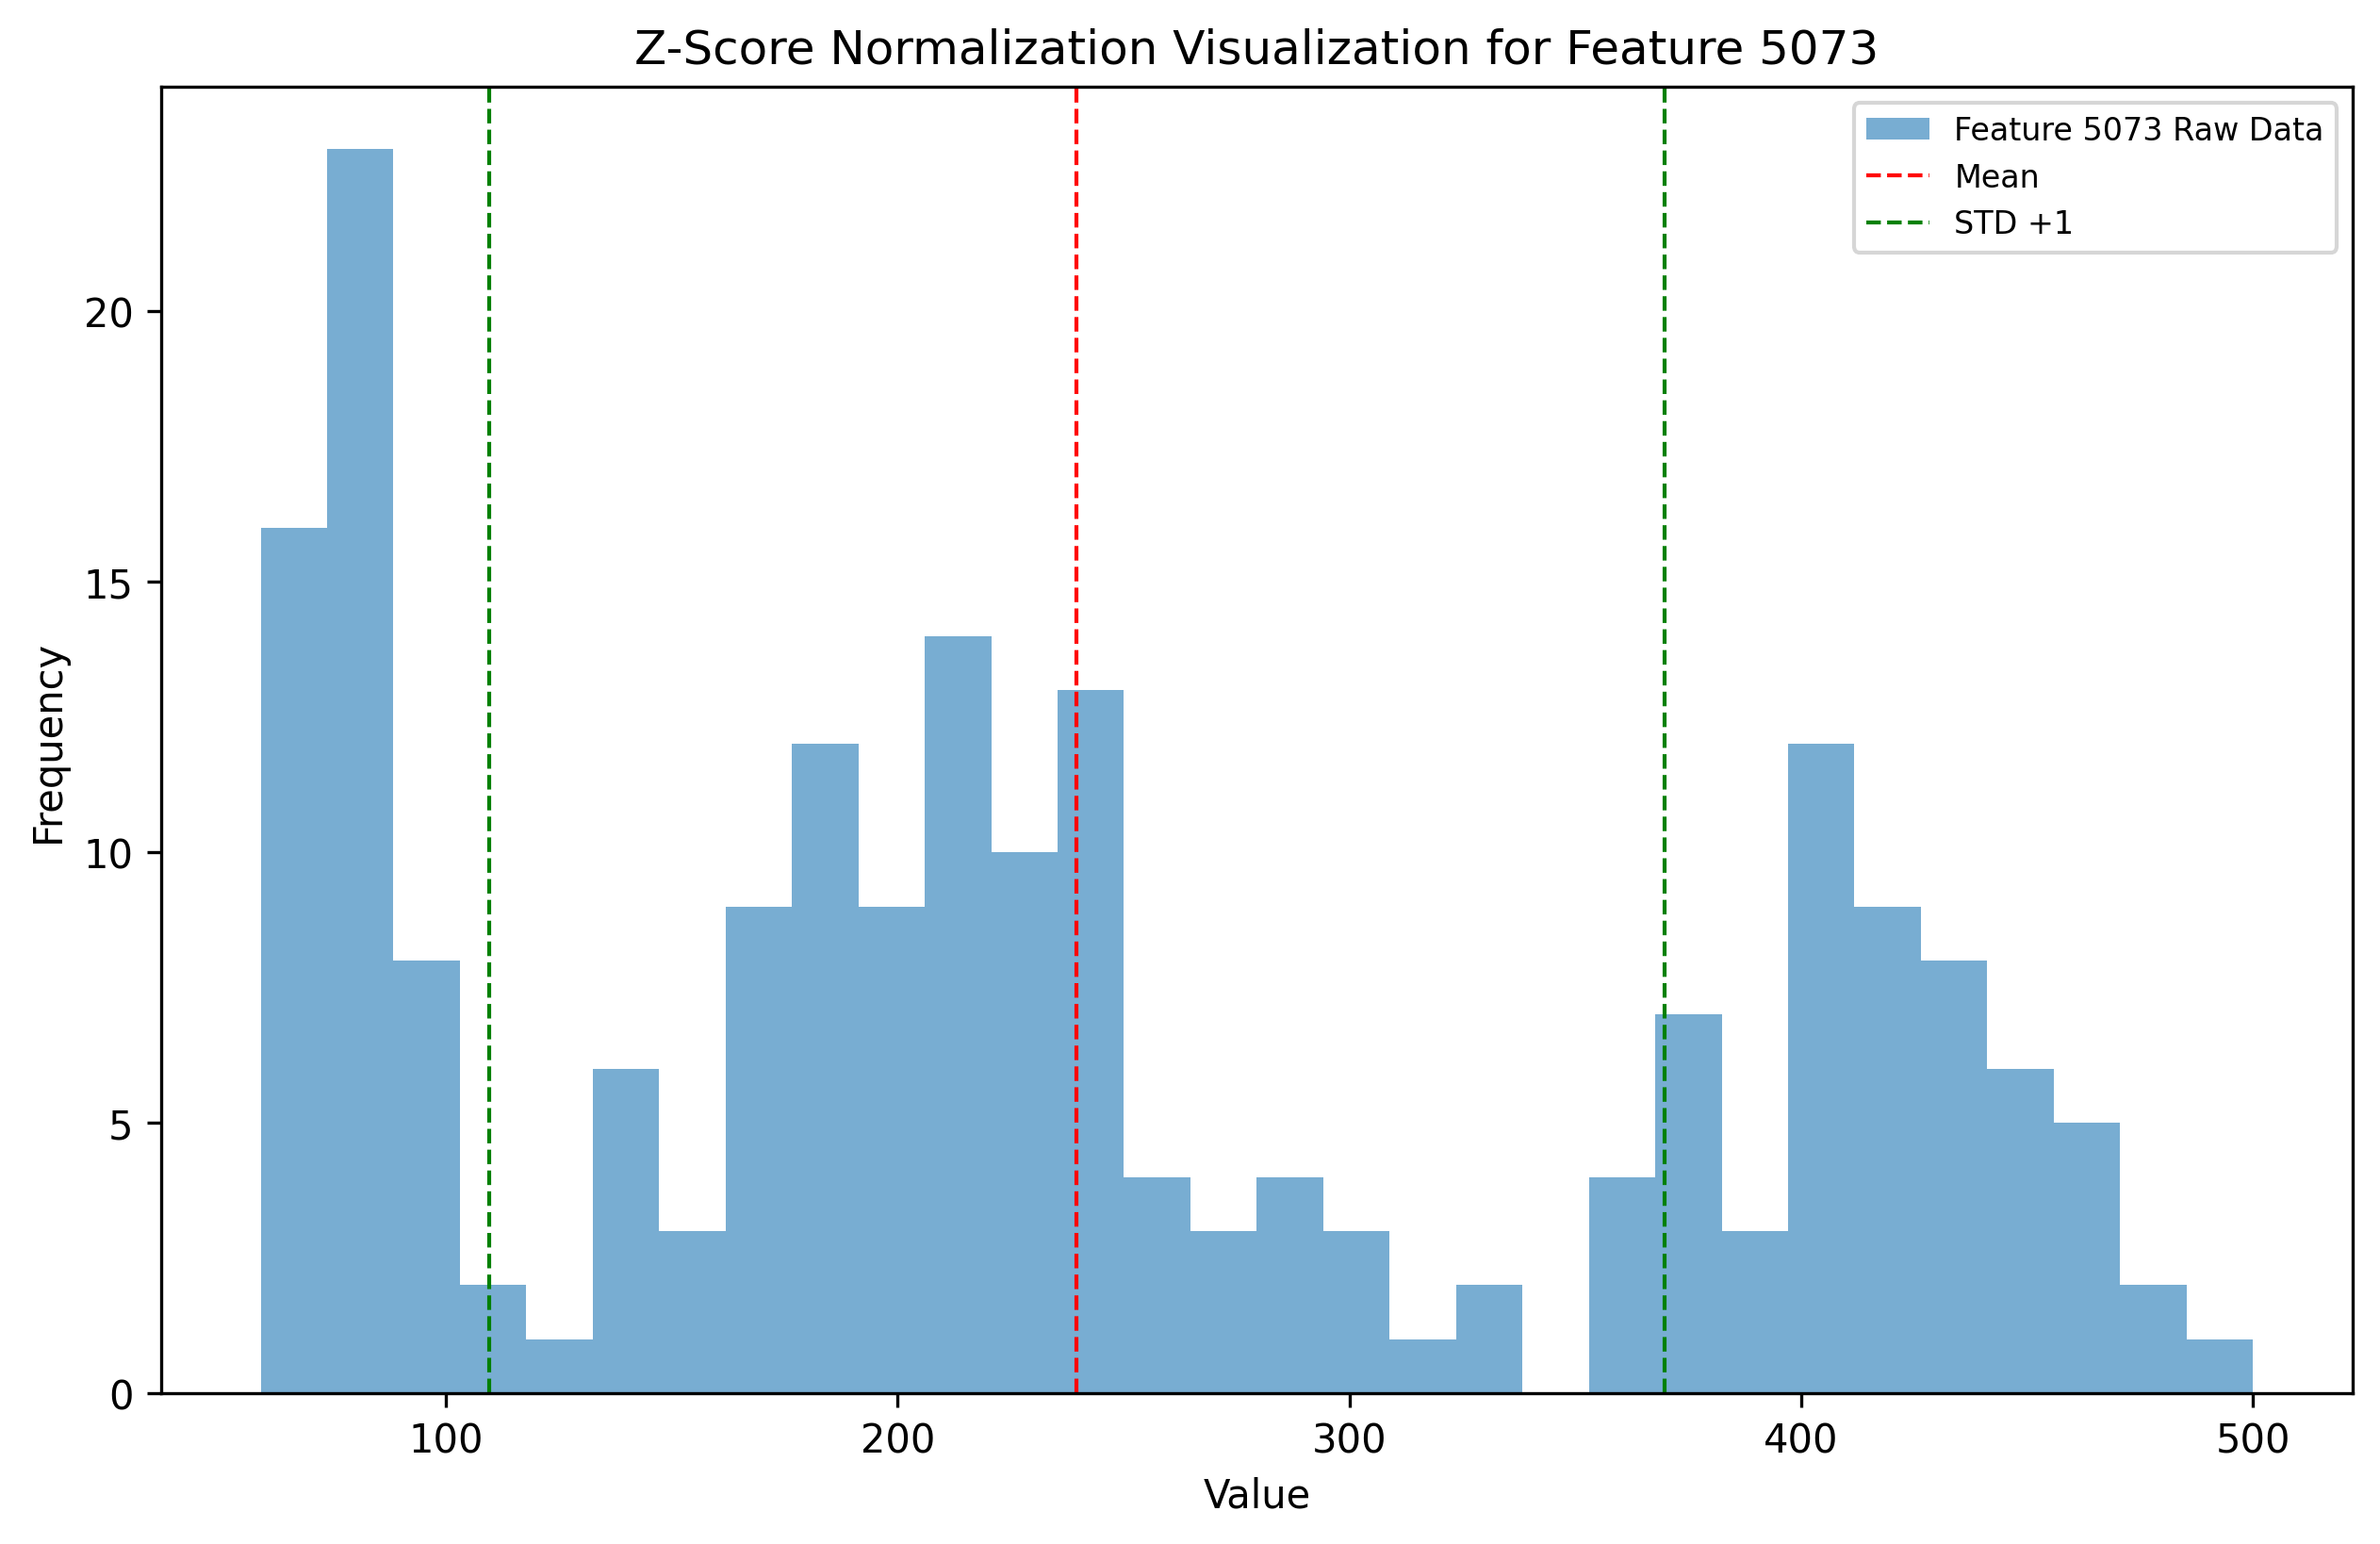 Z-Score Normalization Visualization for Feature 5073
Feature 5073 Raw Data
Mean
STD +1
Frequency
20
15
10
5
0
100 200 300 400 500
Value